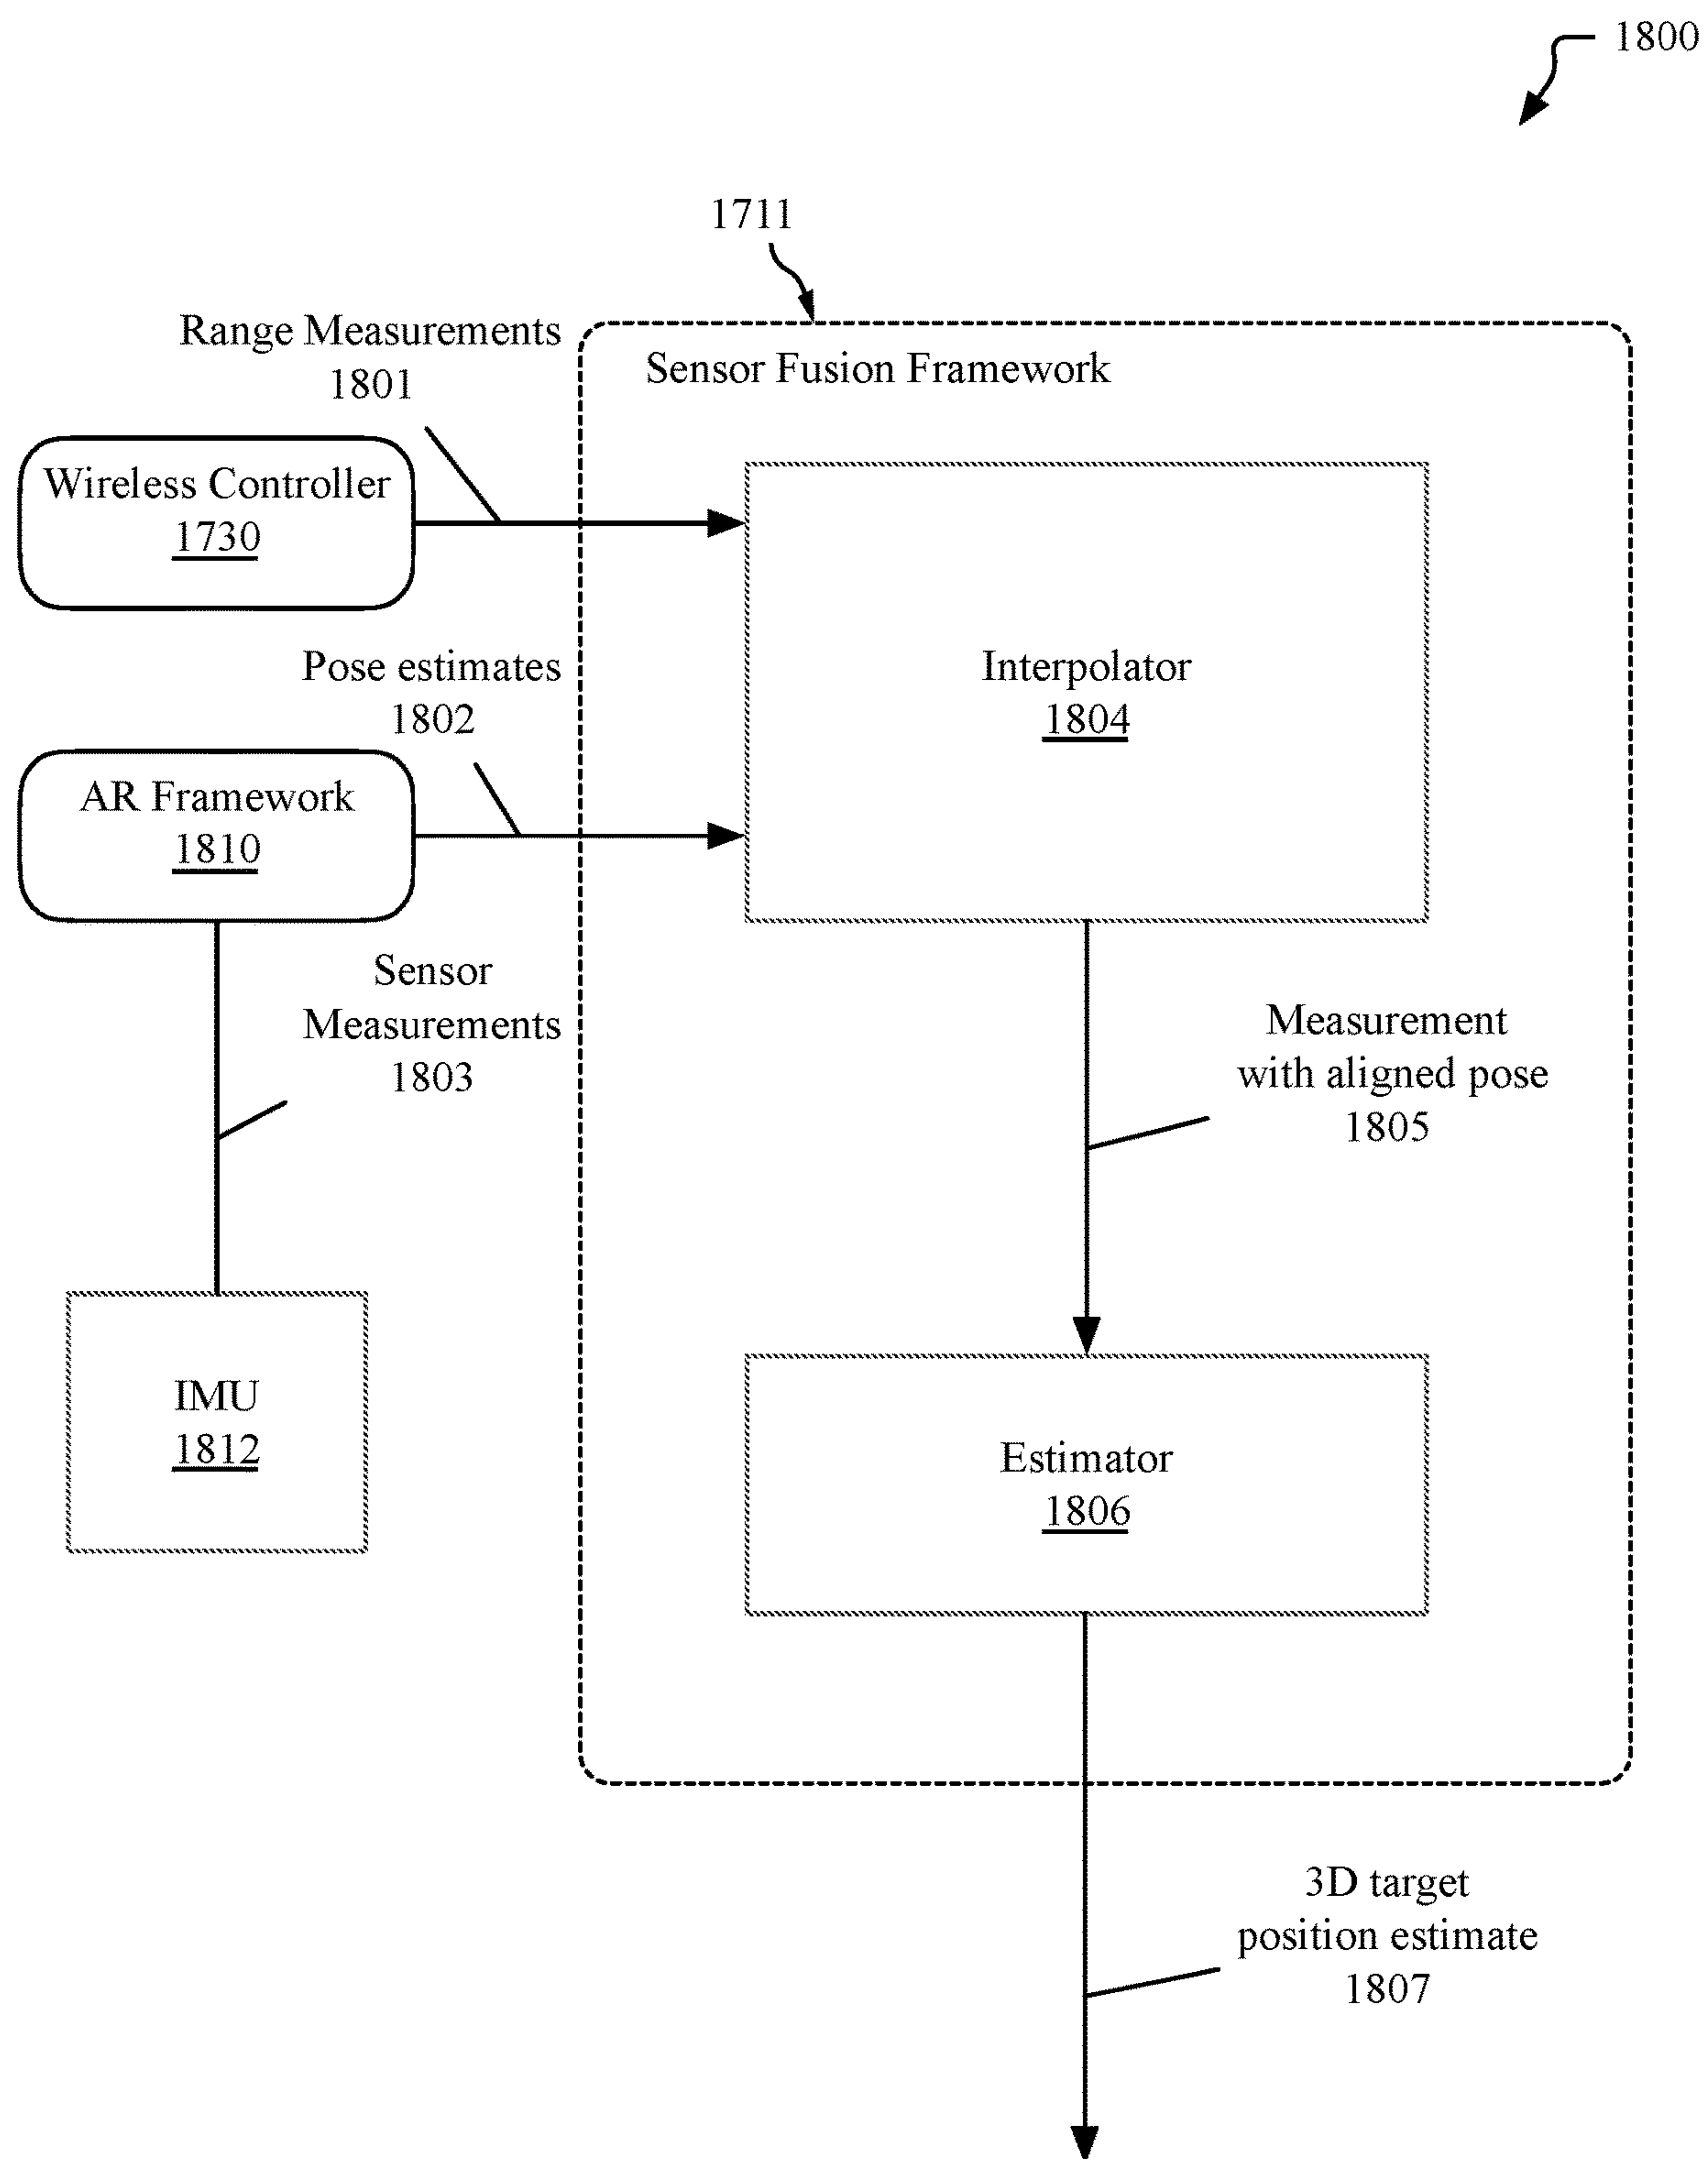 1800
1711
Range Measurements
1801
Sensor Fusion Framework
Wireless Controller
1730
Pose estimates
1802
Interpolator
1804
AR Framework
1810
Sensor
Measurements
1803
Measurement
with aligned pose
1805
IMU
1812
Estimator
1806
3D target
position estimate
1807